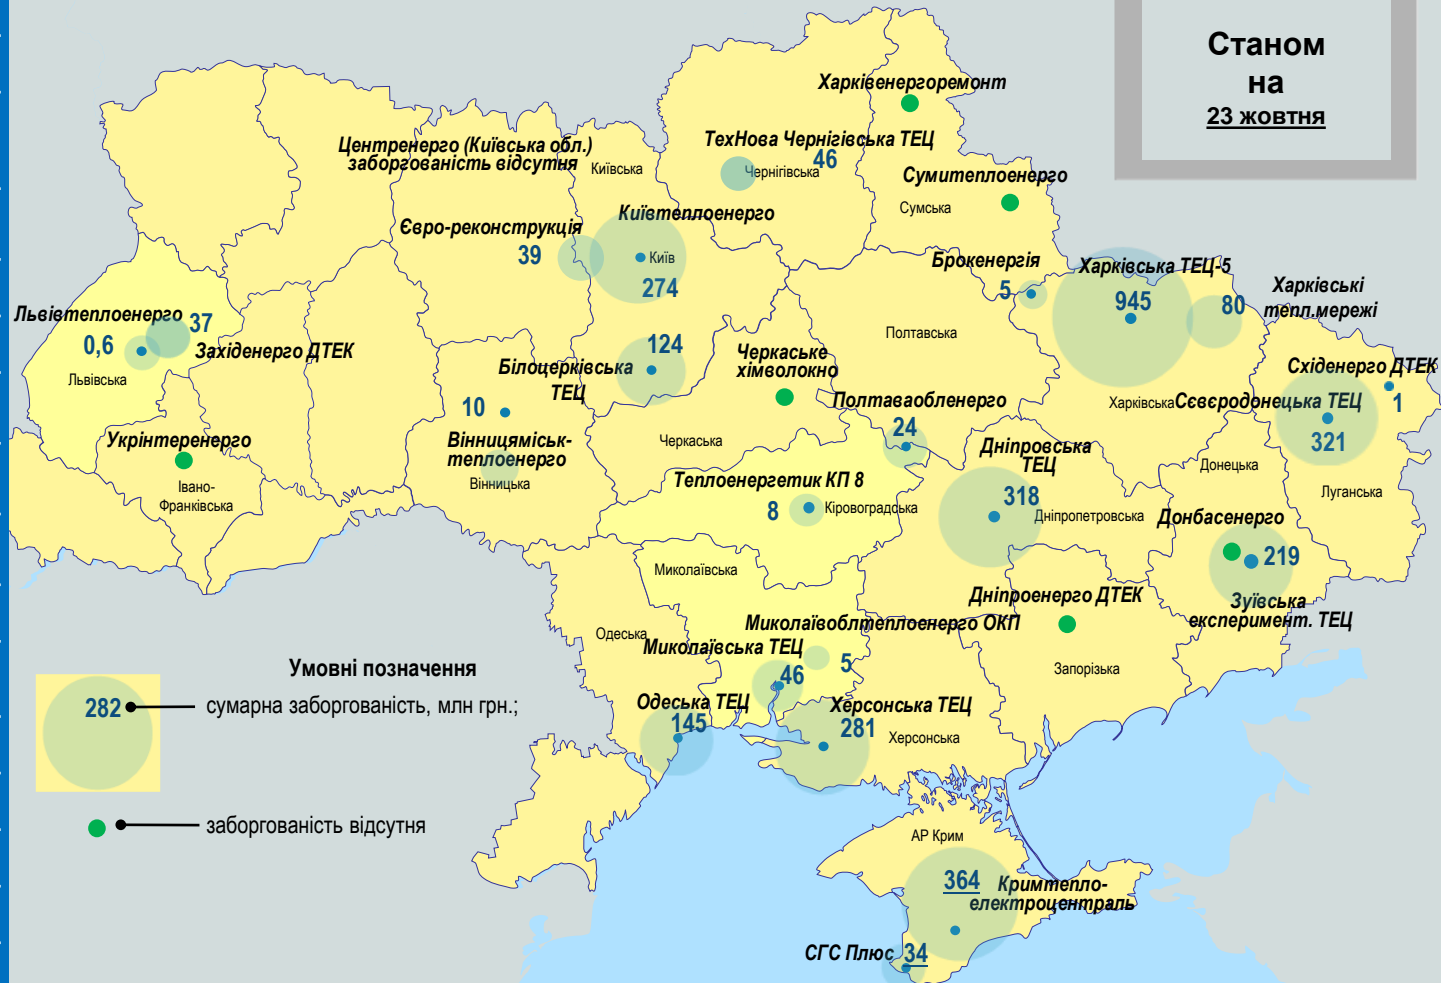 Станом
на
23 жовтня
Харківенергоремонт
ТехНова Чернігівська ТЕЦ
46
Чернігівська
Центренерго (Київська обл.)
заборгованість відсутня
Київська
Сумитеплоенерго
Сумська
Київтеплоенерго
Євро-реконструкція
39
Київ
274
Брокенергія
5
Харківська ТЕЦ-5
945
80
Харківські
тепл.мережі
Львівтеплоенерго
37
0,6
Західенерго ДТЕК
Львівська
Полтавська
124
Білоцерківська
ТЕЦ
Черкаське
хімволокно
Східенерго ДТЕК
1
10
Вінницяміськ-
теплоенерго
Вінницька
Полтаваобленерго
24
Харківська
Сєвєродонецька ТЕЦ
321
Укрінтеренерго
Івано-
Франківська
Черкаська
Дніпровська
ТЕЦ
318
Дніпропетровська
Донецька
Луганська
Теплоенергетик КП 8
8
Кіровоградська
Донбасенерго
219
Зуївська
експеримент. ТЕЦ
Миколаївська
Дніпроенерго ДТЕК
Одеська
Миколаївоблтеплоенерго ОКП
5
Миколаївська ТЕЦ
46
Запорізька
Одеська ТЕЦ
145
Херсонська ТЕЦ
281
Херсонська
Умовні позначення
282
сумарна заборгованість, млн грн.;
заборгованість відсутня
АР Крим
364
Кримтепло-
електроцентраль
СГС Плюс
34